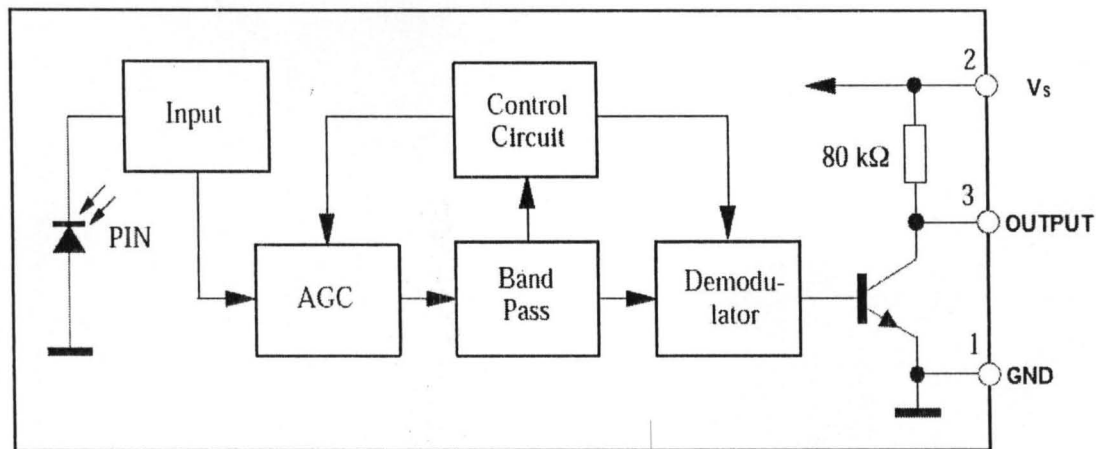 Input
Control
Circuit
2
Vs
80 kΩ
3
OUTPUT
PIN
AGC
Band
Pass
Demodu-
lator
1
GND